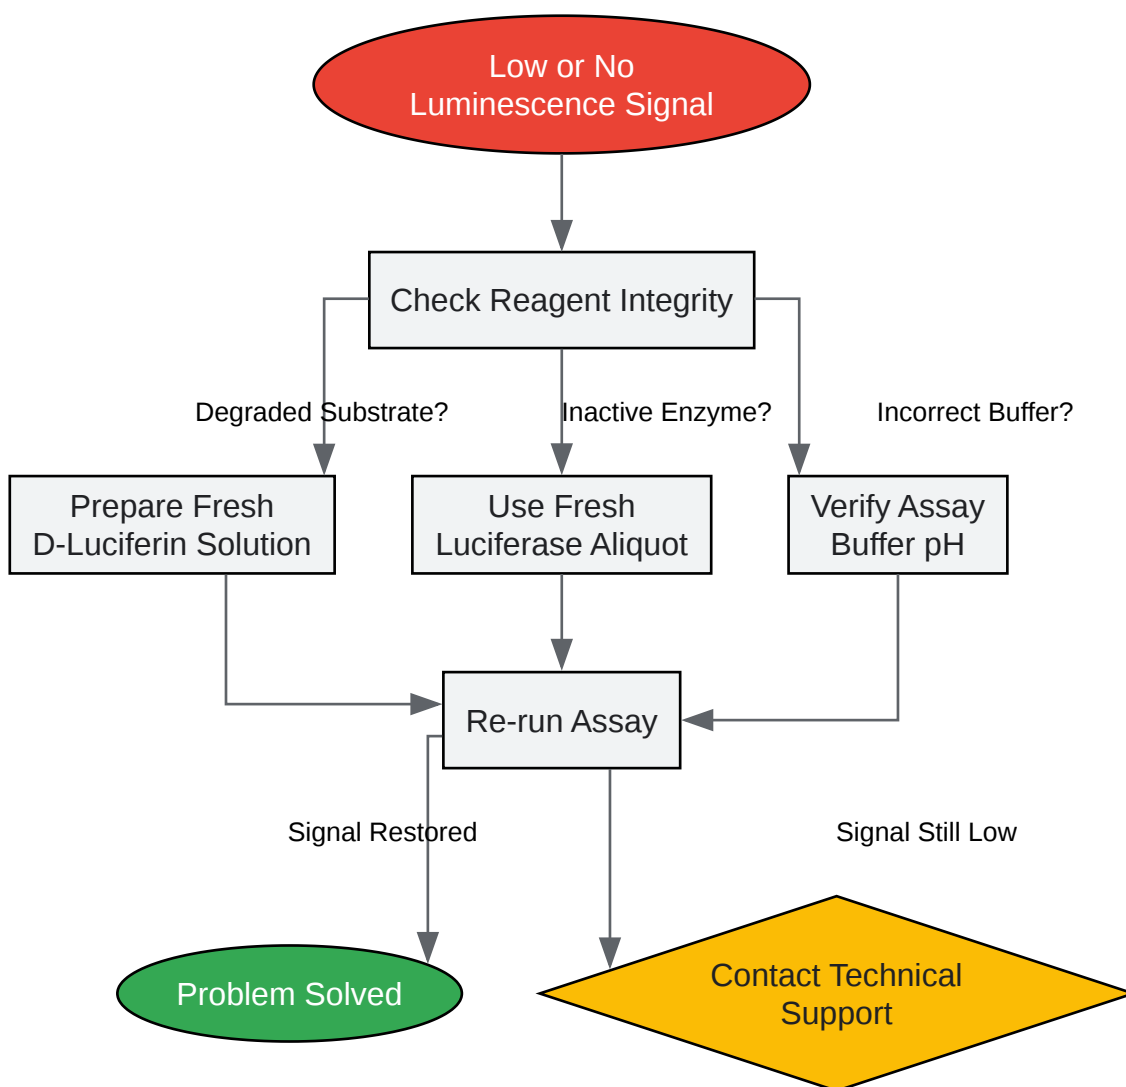 Low or No
Luminescence Signal
Check Reagent Integrity
Degraded Substrate?
Inactive Enzyme?
Incorrect Buffer?
Prepare Fresh
D-Luciferin Solution
Use Fresh
Luciferase Aliquot
Verify Assay
Buffer pH
Re-run Assay
Signal Restored
Signal Still Low
Problem Solved
Contact Technical
Support